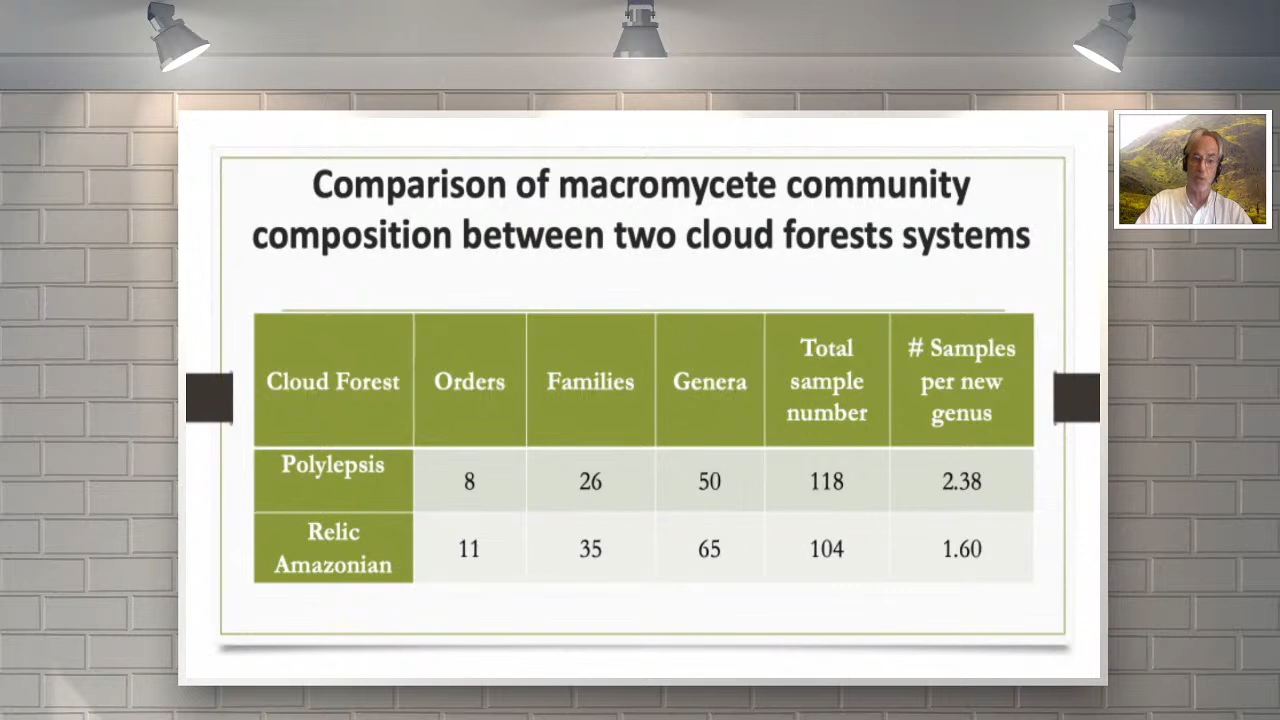 Comparison of macromycete community
composition between two cloud forests systems
Cloud Forest Orders Families Genera Total sample number # Samples per new genus
Polylepsis 8 26 50 118 2.38
Relic Amazonian 11 35 65 104 1.60